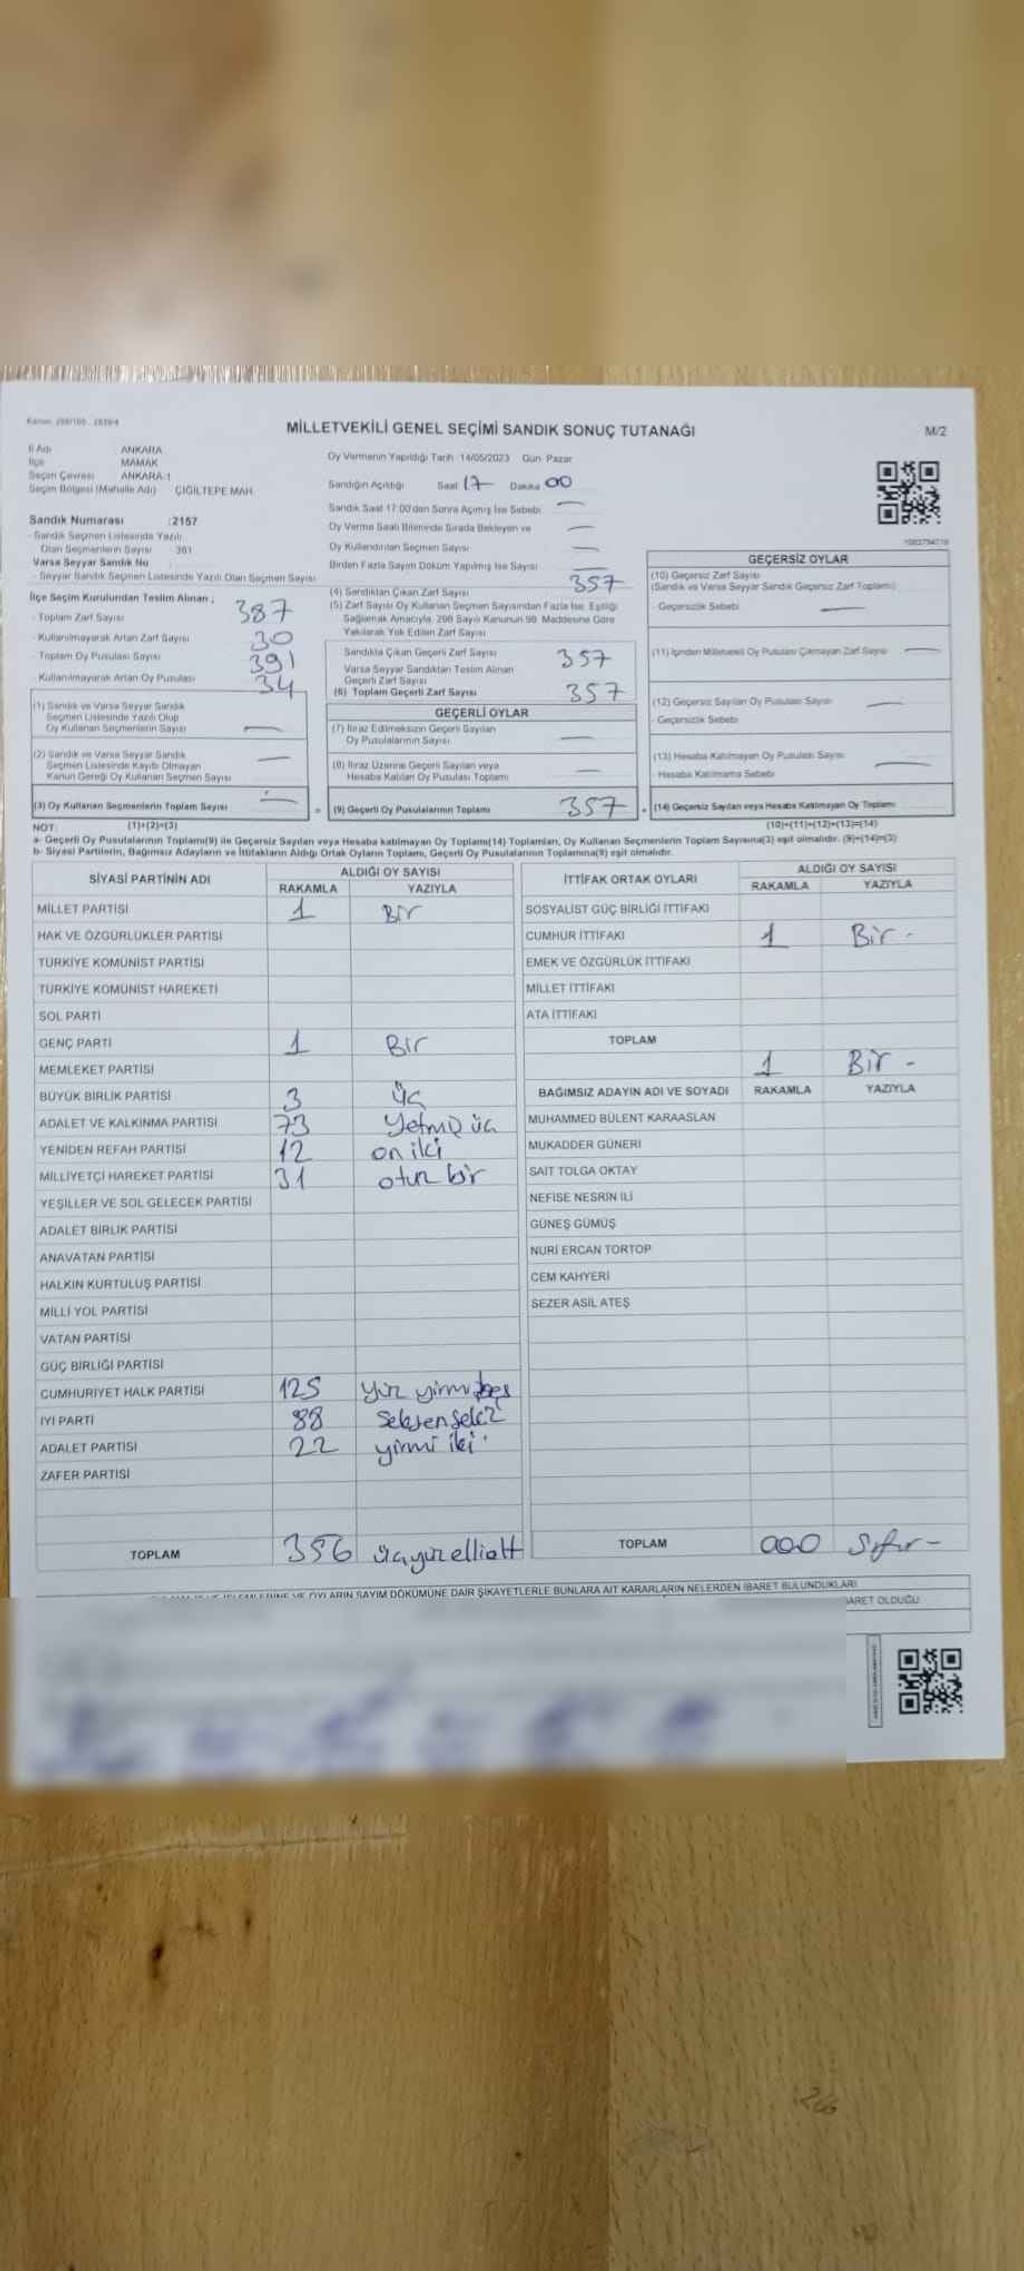 MİLLETVEKİLİ GENEL SEÇİMİ SANDIK SONUÇ TUTANAĞI
M/2
İl Adı ANKARA
İlçe MAMAK
Seçim Çevresi ANKARA-1
Seçim Bölgesi (Mahalle Adı) ÇİĞİLTEPE MAH
Oy Vermenin Yapıldığı Tarih :14/05/2023 Gün: Pazar
Sandığın Açıldığı Saat 17 Dakika 00
Sandık Saat 17:00'dan Sonra Açılmış İse Sebebi —
Oy Verme Saati Bitiminde Sırada Bekleyen ve —
Oy Kullandırılan Seçmen Sayısı —
Birden Fazla Sayım Döküm Yapılmış İse Sayısı —
Sandık Numarası :2157
- Sandık Seçmen Listesinde Yazılı
Olan Seçmenlerin Sayısı
Varsa Seyyar Sandık No
- Seyyar Sandık Seçmen Listesinde Yazılı Olan Seçmen Sayısı
İlçe Seçim Kurulundan Teslim Alınan ;
- Toplam Zarf Sayısı 387
- Kullanılmayarak Artan Zarf Sayısı 30
- Toplam Oy Pusulası Sayısı 391
- Kullanılmayarak Artan Oy Pusulası 34
(1) Sandık ve Varsa Seyyar Sandık
Seçmen Listesinde Yazılı Olup
Oy Kullanan Seçmenlerin Sayısı —
(2) Sandık ve Varsa Seyyar Sandık
Seçmen Listesinde Kayıtlı Olmayan
Kanun Gereği Oy Kullanan Seçmen Sayısı —
(3) Oy Kullanan Seçmenlerin Toplam Sayısı
(1)+(2)=(3)
(4) Sandıktan Çıkan Zarf Sayısı 357
(5) Zarf Sayısı Oy Kullanan Seçmen Sayısından Fazla İse, Eşitliği
Sağlamak Amacıyla, 298 Sayılı Kanunun 98. Maddesine Göre
Yakılarak Yok Edilen Zarf Sayısı
Sandıkta Çıkan Geçerli Zarf Sayısı 357
Varsa Seyyar Sandıktan Teslim Alınan
Geçerli Zarf Sayısı
(6) Toplam Geçerli Zarf Sayısı 357
GEÇERLİ OYLAR
(7) İtiraz Edilmeksizin Geçerli Sayılan
Oy Pusulalarının Sayısı —
(8) İtiraz Üzerine Geçerli Sayılan veya
Hesaba Katılan Oy Pusulası Toplamı —
(9) Geçerli Oy Pusulalarının Toplamı 357
GEÇERSİZ OYLAR
(10) Geçersiz Zarf Sayısı
(Sandık ve Varsa Seyyar Sandık Geçersiz Zarf Toplamı)
- Geçersizlik Sebebi —
(11) İçinden Milletvekili Oy Pusulası Çıkmayan Zarf Sayısı —
(12) Geçersiz Sayılan Oy Pusulası Sayısı —
- Geçersizlik Sebebi
(13) Hesaba Katılmayan Oy Pusulası Sayısı —
- Hesaba Katılmama Sebebi
(14) Geçersiz Sayılan veya Hesaba Katılmayan Oy Toplamı
(10)+(11)+(12)+(13)=(14)
NOT:
a- Geçerli Oy Pusulalarının Toplamı(9) ile Geçersiz Sayılan veya Hesaba katılmayan Oy Toplamı(14) Toplamları, Oy Kullanan Seçmenlerin Toplam Sayısına(3) eşit olmalıdır. (9)+(14)=(3)
b- Siyasi Partilerin, Bağımsız Adayların ve İttifakların Aldığı Ortak Oyların Toplamı, Geçerli Oy Pusulalarının Toplamına(9) eşit olmalıdır.
SİYASİ PARTİNİN ADI ALDIĞI OY SAYISI
RAKAMLA YAZIYLA
MİLLET PARTİSİ 1 Bir
HAK VE ÖZGÜRLÜKLER PARTİSİ
TÜRKİYE KOMÜNİST PARTİSİ
TÜRKİYE KOMÜNİST HAREKETİ
SOL PARTİ
GENÇ PARTİ 1 Bir
MEMLEKET PARTİSİ
BÜYÜK BİRLİK PARTİSİ 3 üç
ADALET VE KALKINMA PARTİSİ 73 Yetmiş üç
YENİDEN REFAH PARTİSİ 12 on iki
MİLLİYETÇİ HAREKET PARTİSİ 31 otuz bir
YEŞİLLER VE SOL GELECEK PARTİSİ
ADALET BİRLİK PARTİSİ
ANAVATAN PARTİSİ
HALKIN KURTULUŞ PARTİSİ
MİLLİ YOL PARTİSİ
VATAN PARTİSİ
GÜÇ BİRLİĞİ PARTİSİ
CUMHURİYET HALK PARTİSİ 125 Yüz yirmi beş
İYİ PARTİ 88 Seksen Sekiz
ADALET PARTİSİ 22 yirmi iki
ZAFER PARTİSİ
TOPLAM 356 üçyüzellialtı
İTTİFAK ORTAK OYLARI ALDIĞI OY SAYISI
RAKAMLA YAZIYLA
SOSYALİST GÜÇ BİRLİĞİ İTTİFAKI
CUMHUR İTTİFAKI 1 Bir -
EMEK VE ÖZGÜRLÜK İTTİFAKI
MİLLET İTTİFAKI
ATA İTTİFAKI
TOPLAM 1 Bir -
BAĞIMSIZ ADAYIN ADI VE SOYADI RAKAMLA YAZIYLA
MUHAMMED BÜLENT KARAASLAN
MUKADDER GÜNERİ
SAİT TOLGA OKTAY
NEFİSE NESRİN İLİ
GÜNEŞ GÜMÜŞ
NURİ ERCAN TORTOP
CEM KAHYERİ
SEZER ASİL ATEŞ
TOPLAM 000 Sıfır -
OYLARIN SAYIM DÖKÜMÜNE DAİR ŞİKAYETLERLE BUNLARA AİT KARARLARIN NELERDEN İBARET BULUNDUKLARI
OLDUĞU